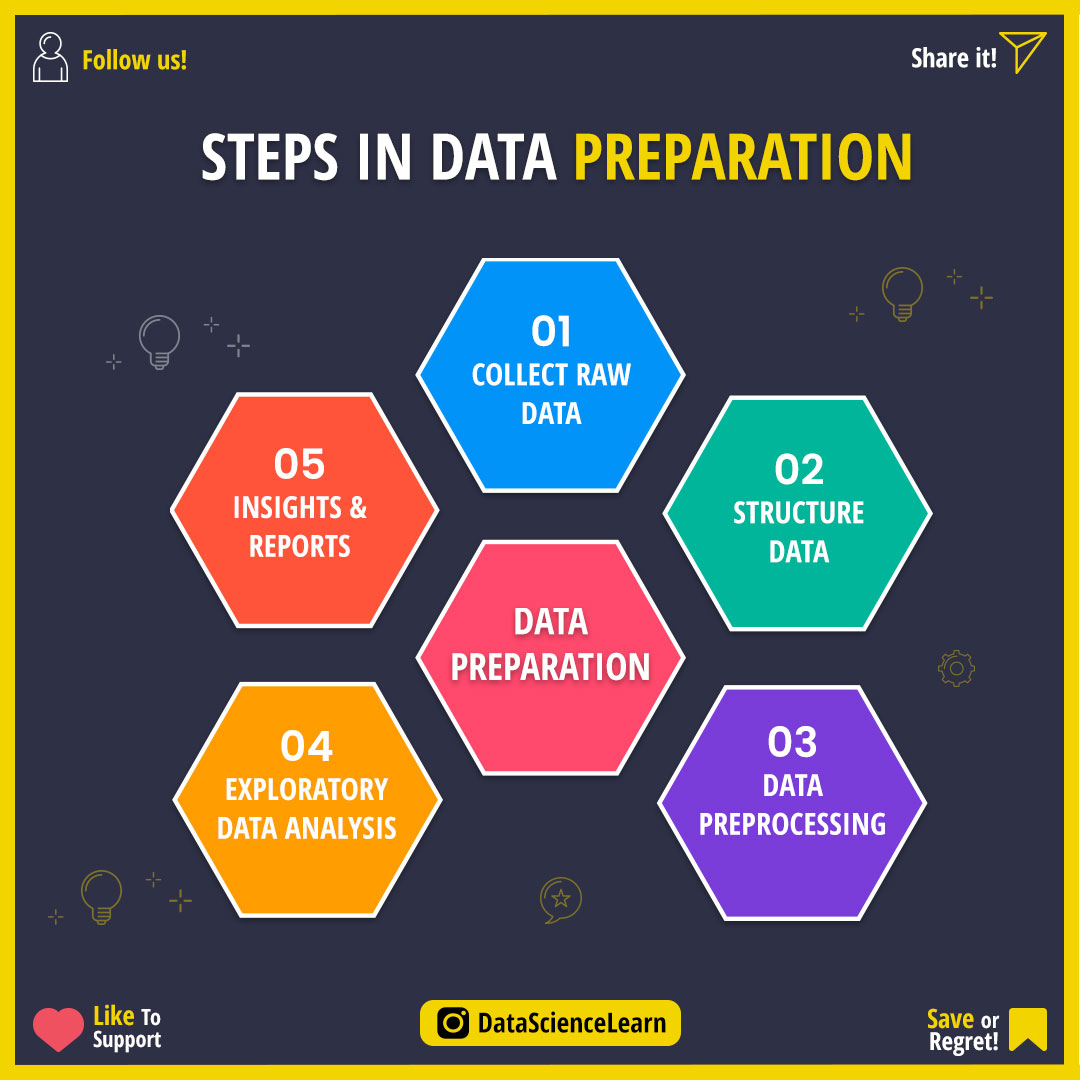 Follow us!
Share it!
STEPS IN DATA PREPARATION
01
COLLECT RAW
DATA
02
STRUCTURE
DATA
03
DATA
PREPROCESSING
04
EXPLORATORY
DATA ANALYSIS
05
INSIGHTS &
REPORTS
DATA
PREPARATION
Like To
Support
DataScienceLearn
Save or
Regret!